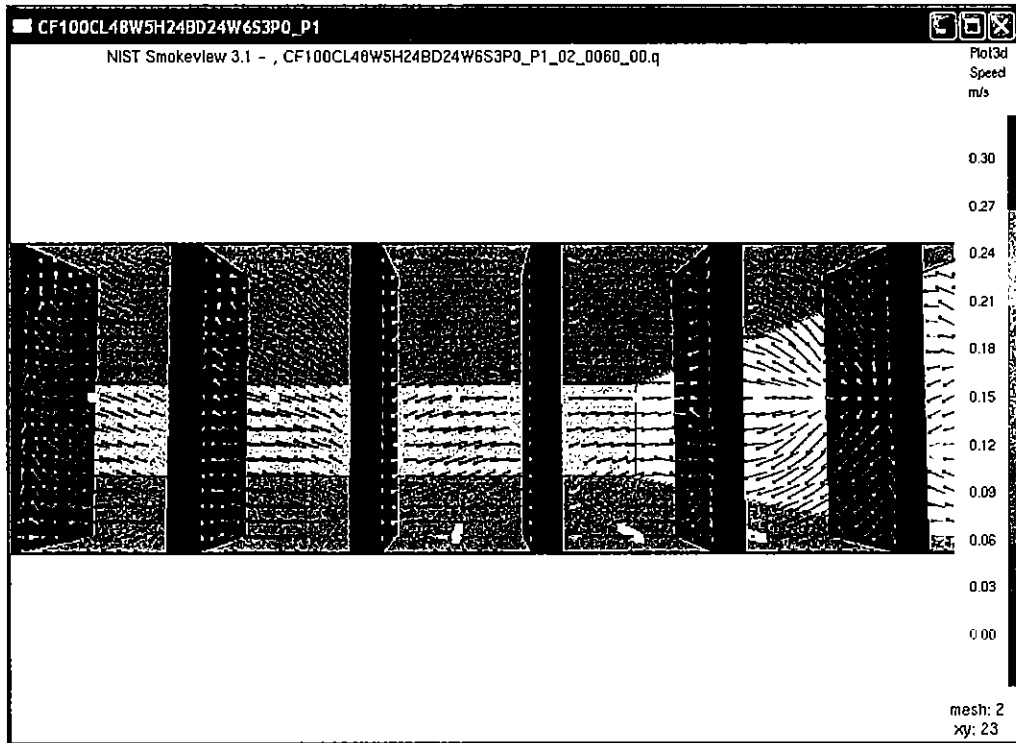 CF100CL48W5H24BD24W6S3P0_P1
NIST Smokeview 3.1 - , CF100CL48W5H24BD24W6S3P0_P1_02_0060_00.q
Plot3d
Speed
m/s
0.30
0.27
0.24
0.21
0.18
0.15
0.12
0.09
0.06
0.03
0.00
mesh: 2
xy: 23